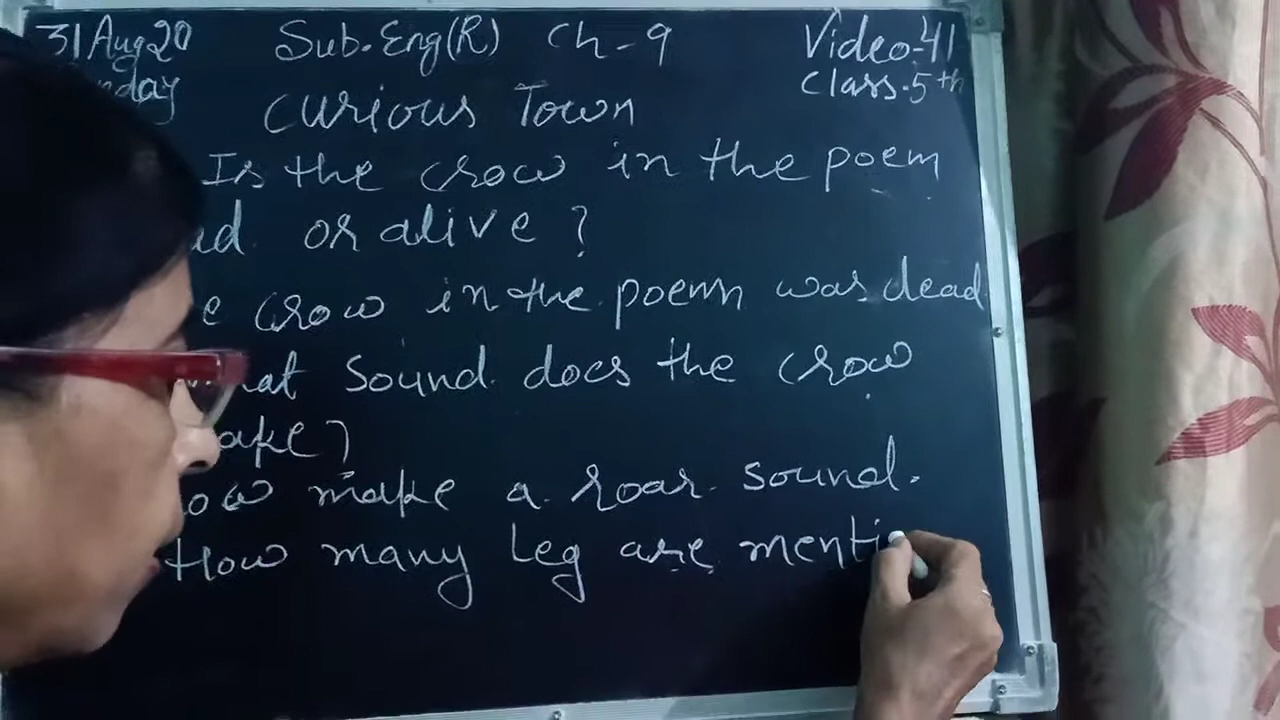 31 Aug 20 Sub. Eng(R) Ch-9 Video-41
Class.5th
Curious Town
Is the crow in the poem
or alive ?
crow in the poem was dead
Sound does the crow
make a roar sound.
How many Leg are